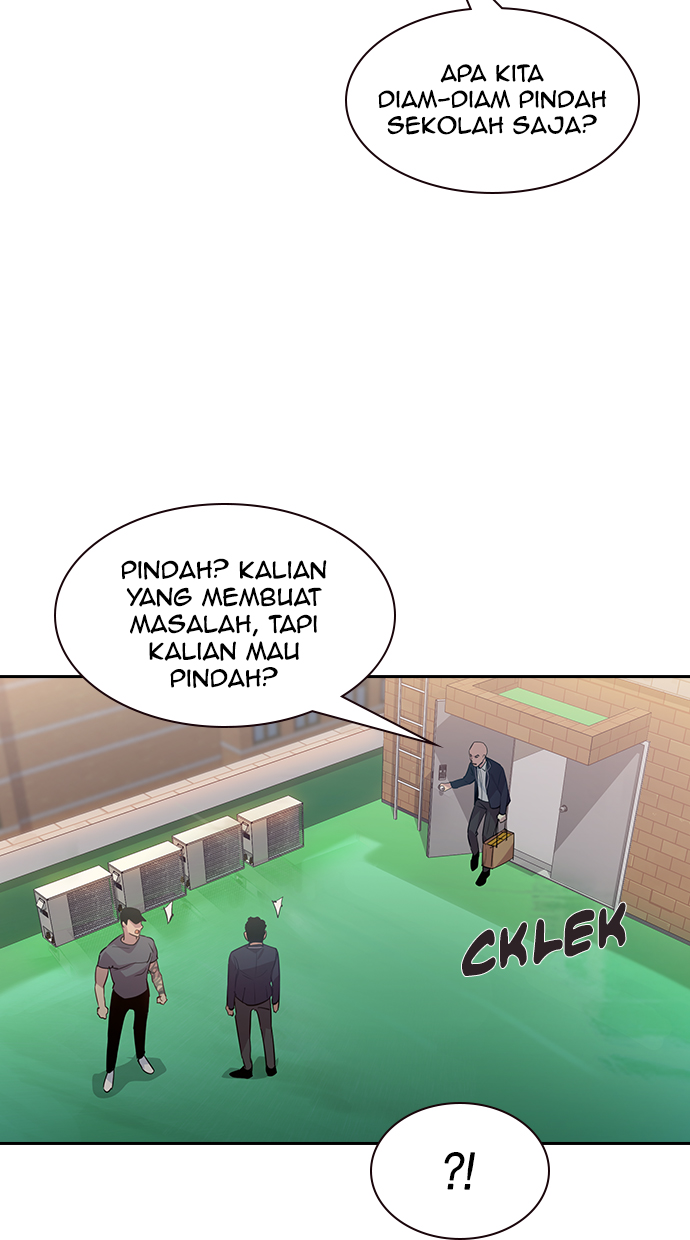 APA KITA
DIAM-DIAM PINDAH
SEKOLAH SAJA?
PINDAH? KALIAN
YANG MEMBUAT
MASALAH, TAPI
KALIAN MAU
PINDAH?
CKLEK
?!